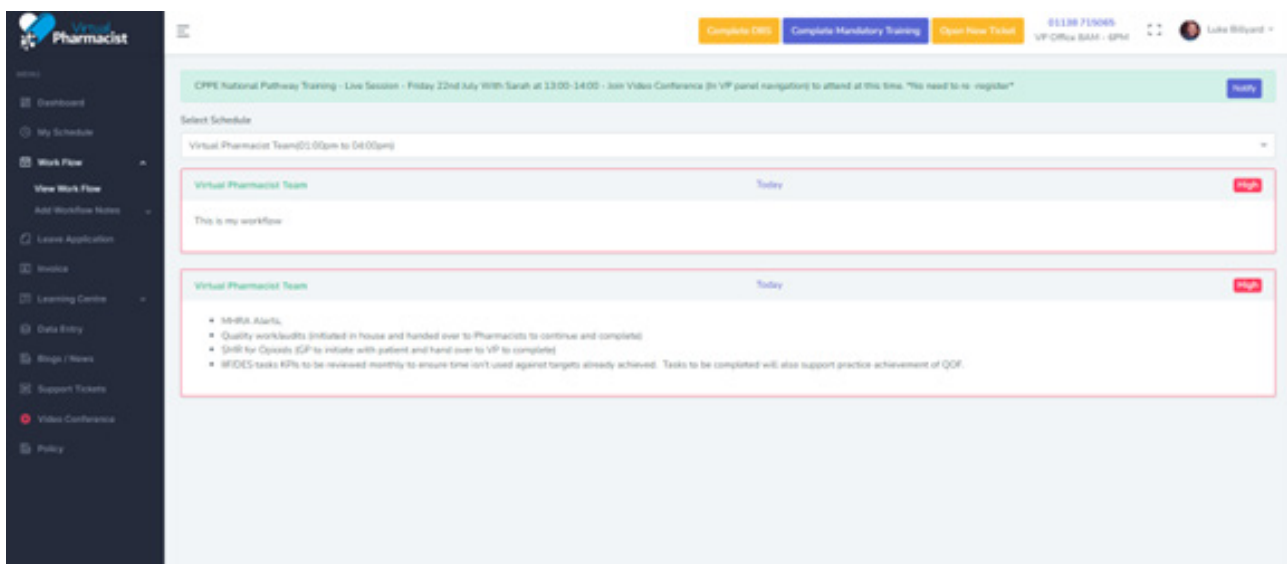 Virtual
Pharmacist
Complete DBS
Complete Mandatory Training
Open New Ticket
01138 715065
VP Office 8AM - 6PM
Luke Billyard
MENU
Dashboard
My Schedule
Work Flow
View Work Flow
Add Workflow Notes
Leave Application
Invoice
Learning Centre
Data Entry
Blogs / News
Support Tickets
Video Conference
Policy
CPPE National Pathway Training - Live Session - Friday 22nd July With Sarah at 13:00-14:00 - Join Video Conference (In VP panel navigation) to attend at this time. *No need to re -register*
Notify
Select Schedule
Virtual Pharmacist Team(01:00pm to 04:00pm)
Virtual Pharmacist Team Today High
This is my workflow
Virtual Pharmacist Team Today High
MHRA Alerts,
Quality work/audits (initiated in house and handed over to Pharmacists to continue and complete)
SMR for Opioids (GP to initiate with patient and hand over to VP to complete)
IIF/DES tasks KPIs to be reviewed monthly to ensure time isn't used against targets already achieved. Tasks to be completed will also support practice achievement of QOF.